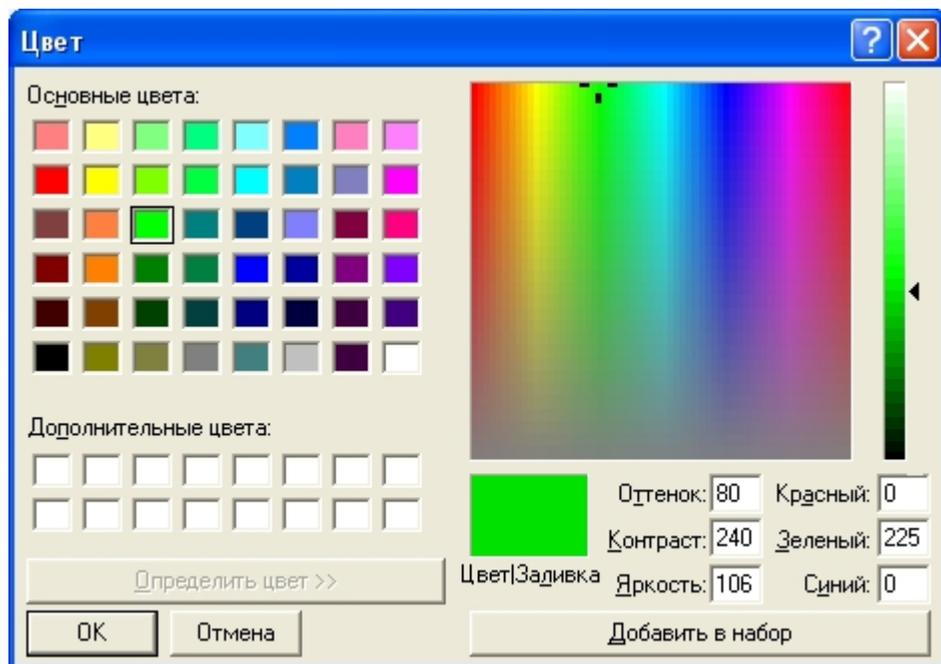 Цвет
Основные цвета:
Дополнительные цвета:
Определить цвет >>
OK Отмена
Цвет|Заливка
Оттенок: 80 Красный: 0
Контраст: 240 Зеленый: 225
Яркость: 106 Синий: 0
Добавить в набор